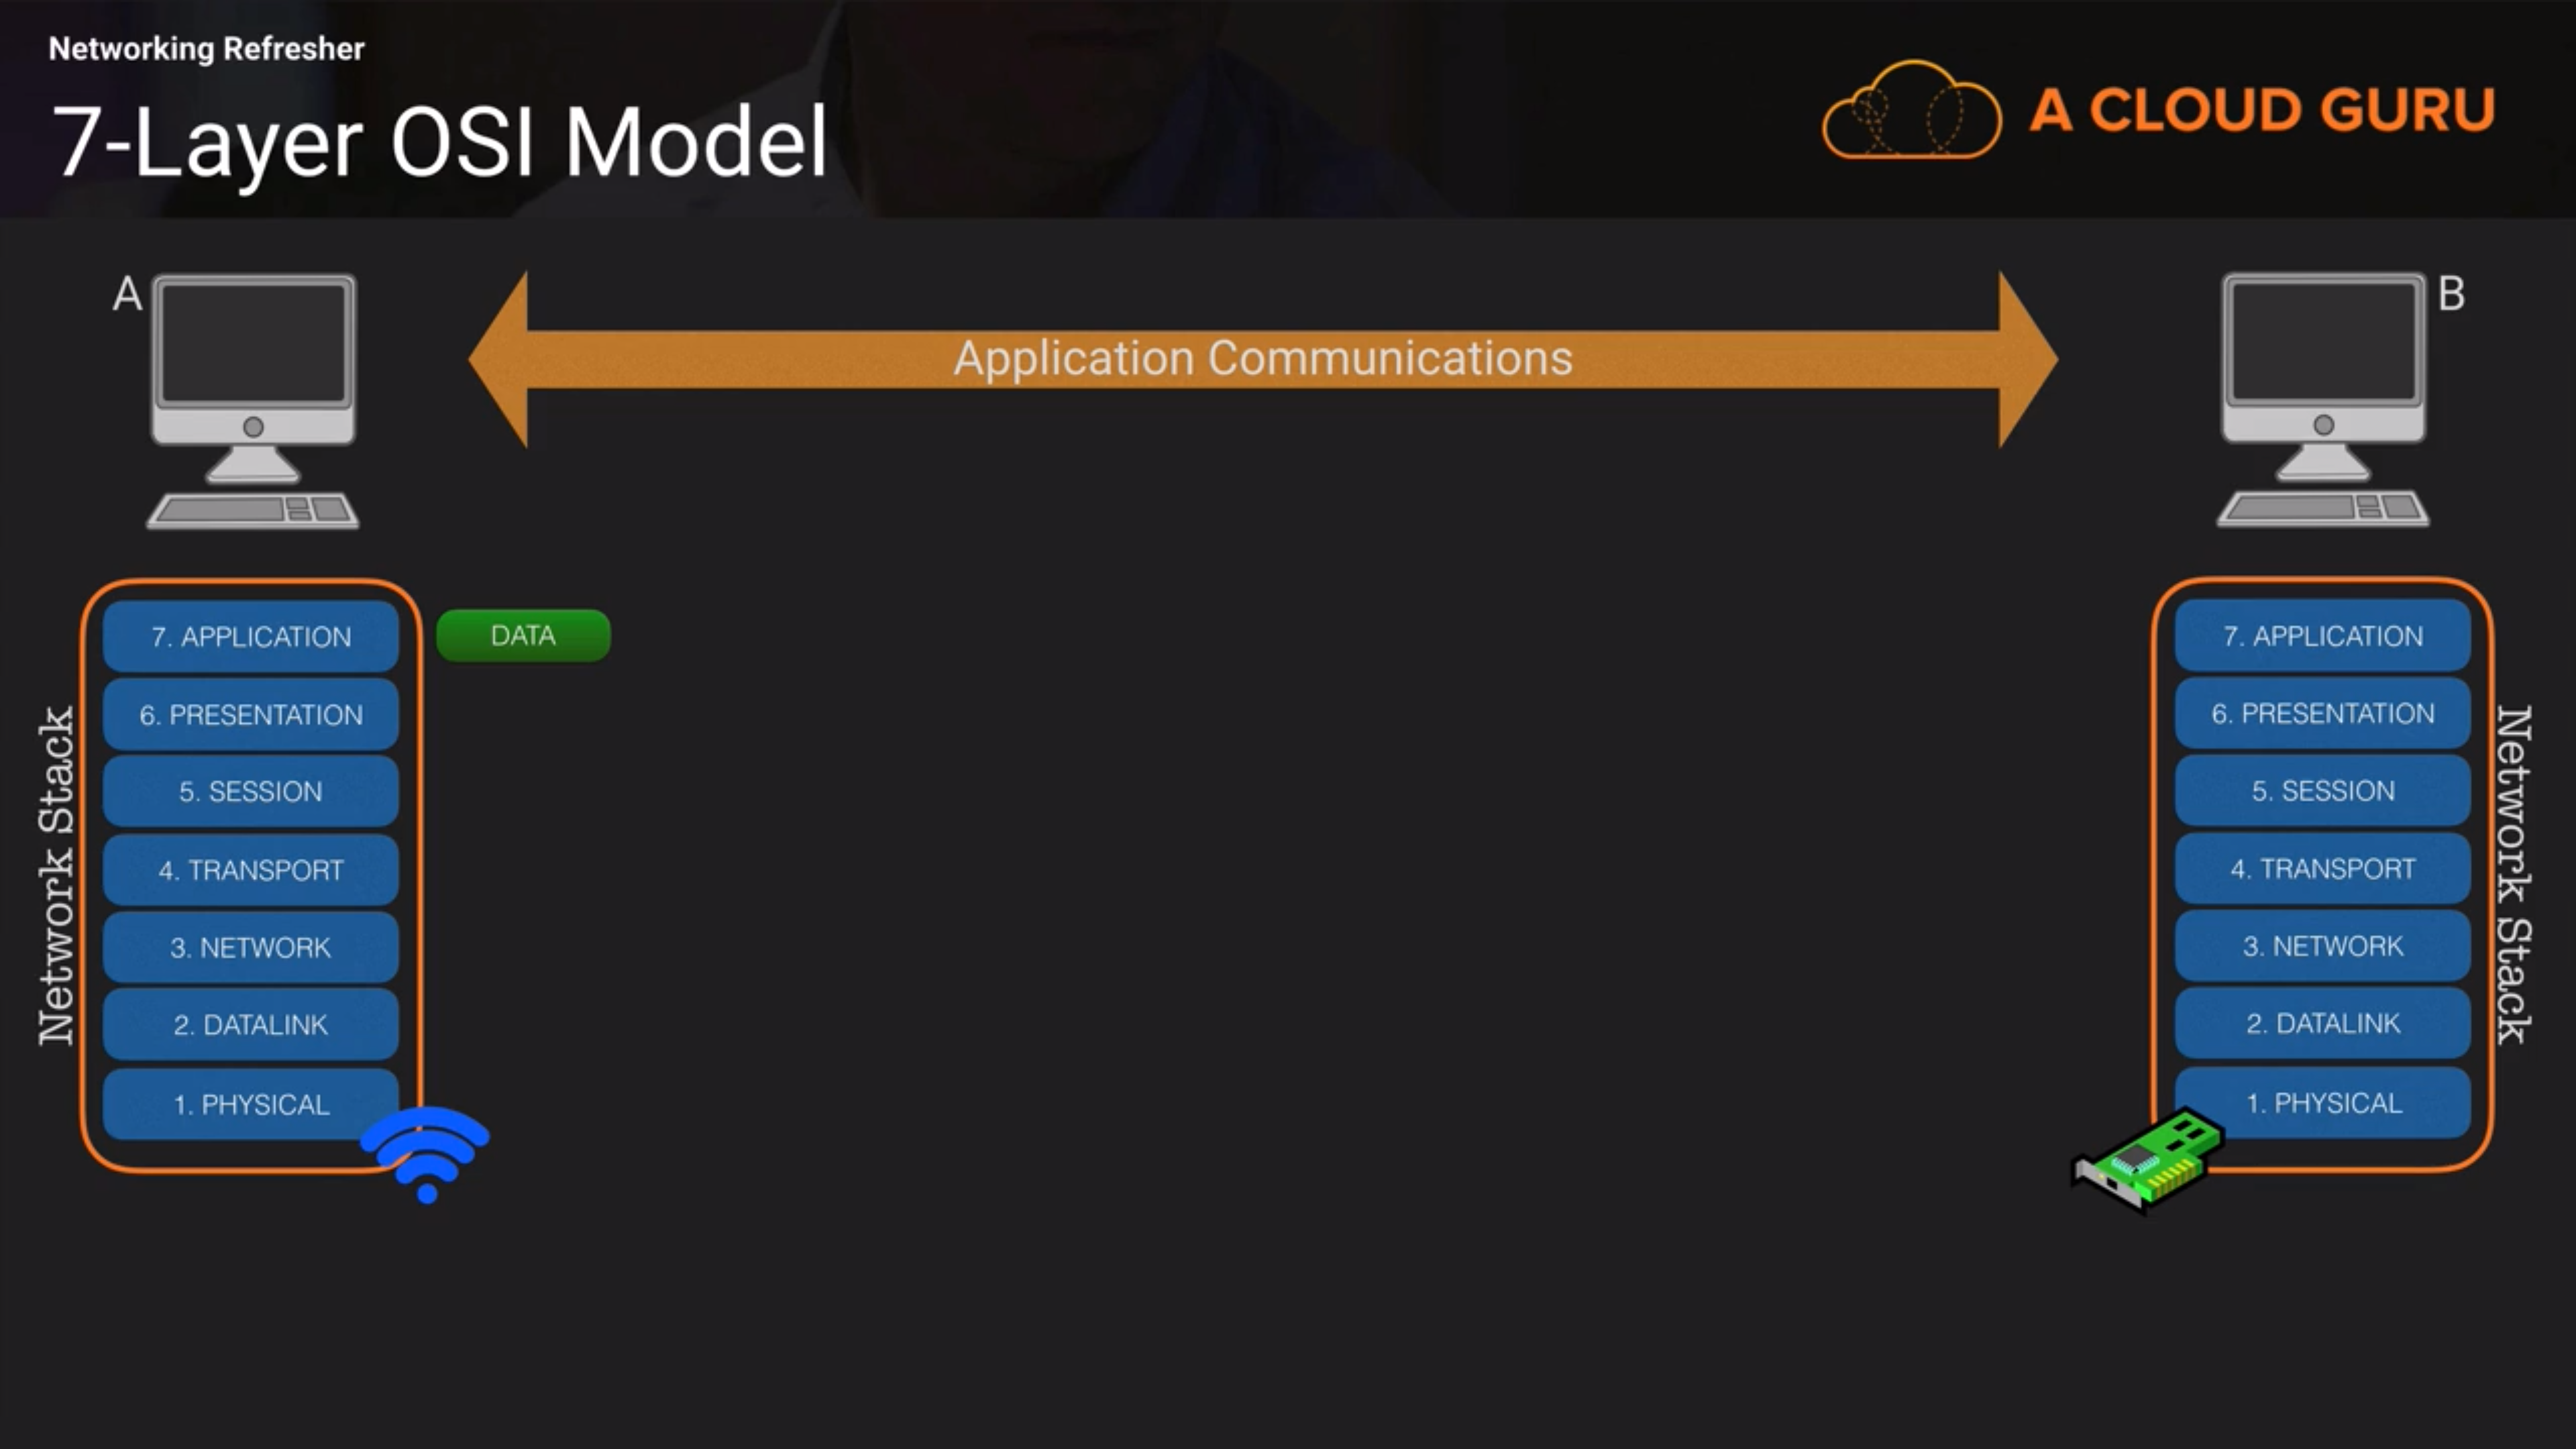 Networking Refresher
7-Layer OSI Model
A CLOUD GURU
A
Application Communications
B
Network Stack
7. APPLICATION
6. PRESENTATION
5. SESSION
4. TRANSPORT
3. NETWORK
2. DATALINK
1. PHYSICAL
DATA
7. APPLICATION
6. PRESENTATION
5. SESSION
4. TRANSPORT
3. NETWORK
2. DATALINK
1. PHYSICAL
Network Stack